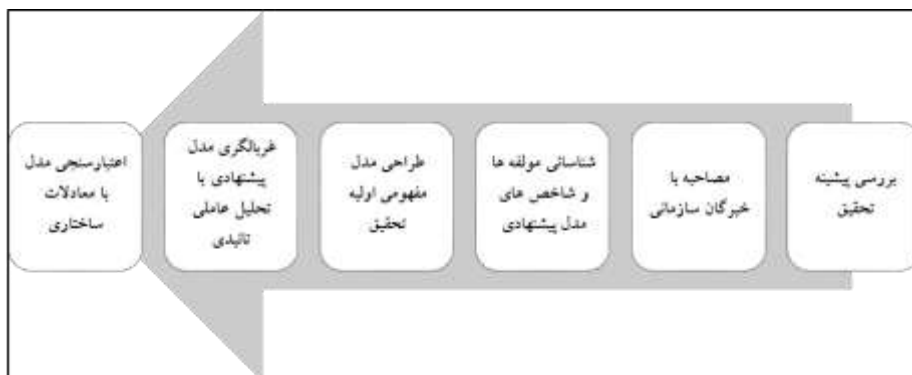 بررسی پیشینه
تحقیق
مصاحبه با
خبرگان سازمانی
شناسائی مولفه ها
و شاخص های
مدل پیشنهادی
طراحی مدل
مفهومی اولیه
تحقیق
غربالگری مدل
پیشنهادی با
تحلیل عاملی
تائیدی
اعتبارسنجی مدل
با معادلات
ساختاری